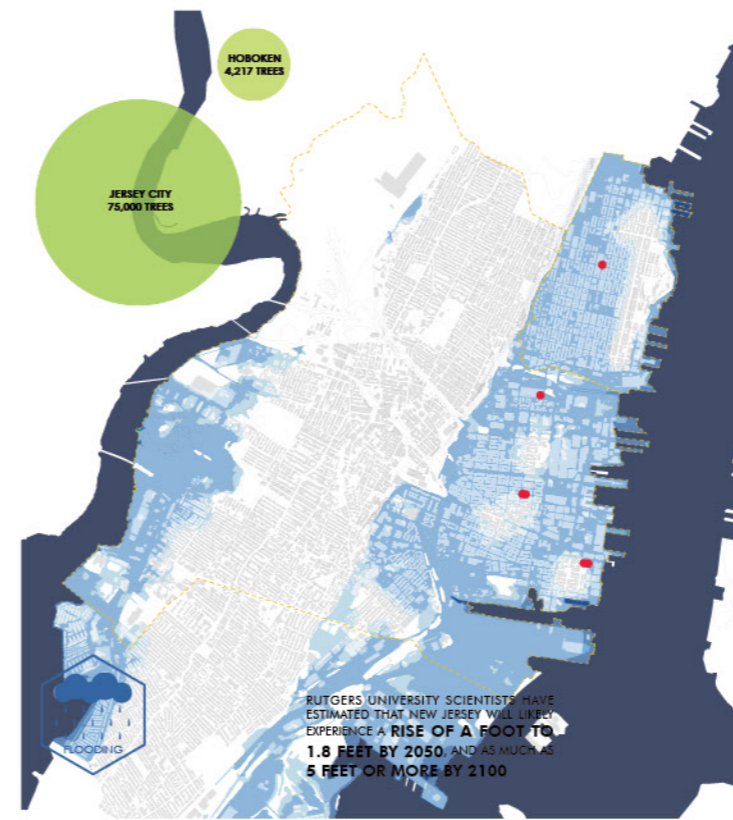 HOBOKEN
4,217 TREES
JERSEY CITY
75,000 TREES
RUTGERS UNIVERSITY SCIENTISTS HAVE
ESTIMATED THAT NEW JERSEY WILL LIKELY
EXPERIENCE A RISE OF A FOOT TO
1.8 FEET BY 2050, AND AS MUCH AS
5 FEET OR MORE BY 2100
FLOODING